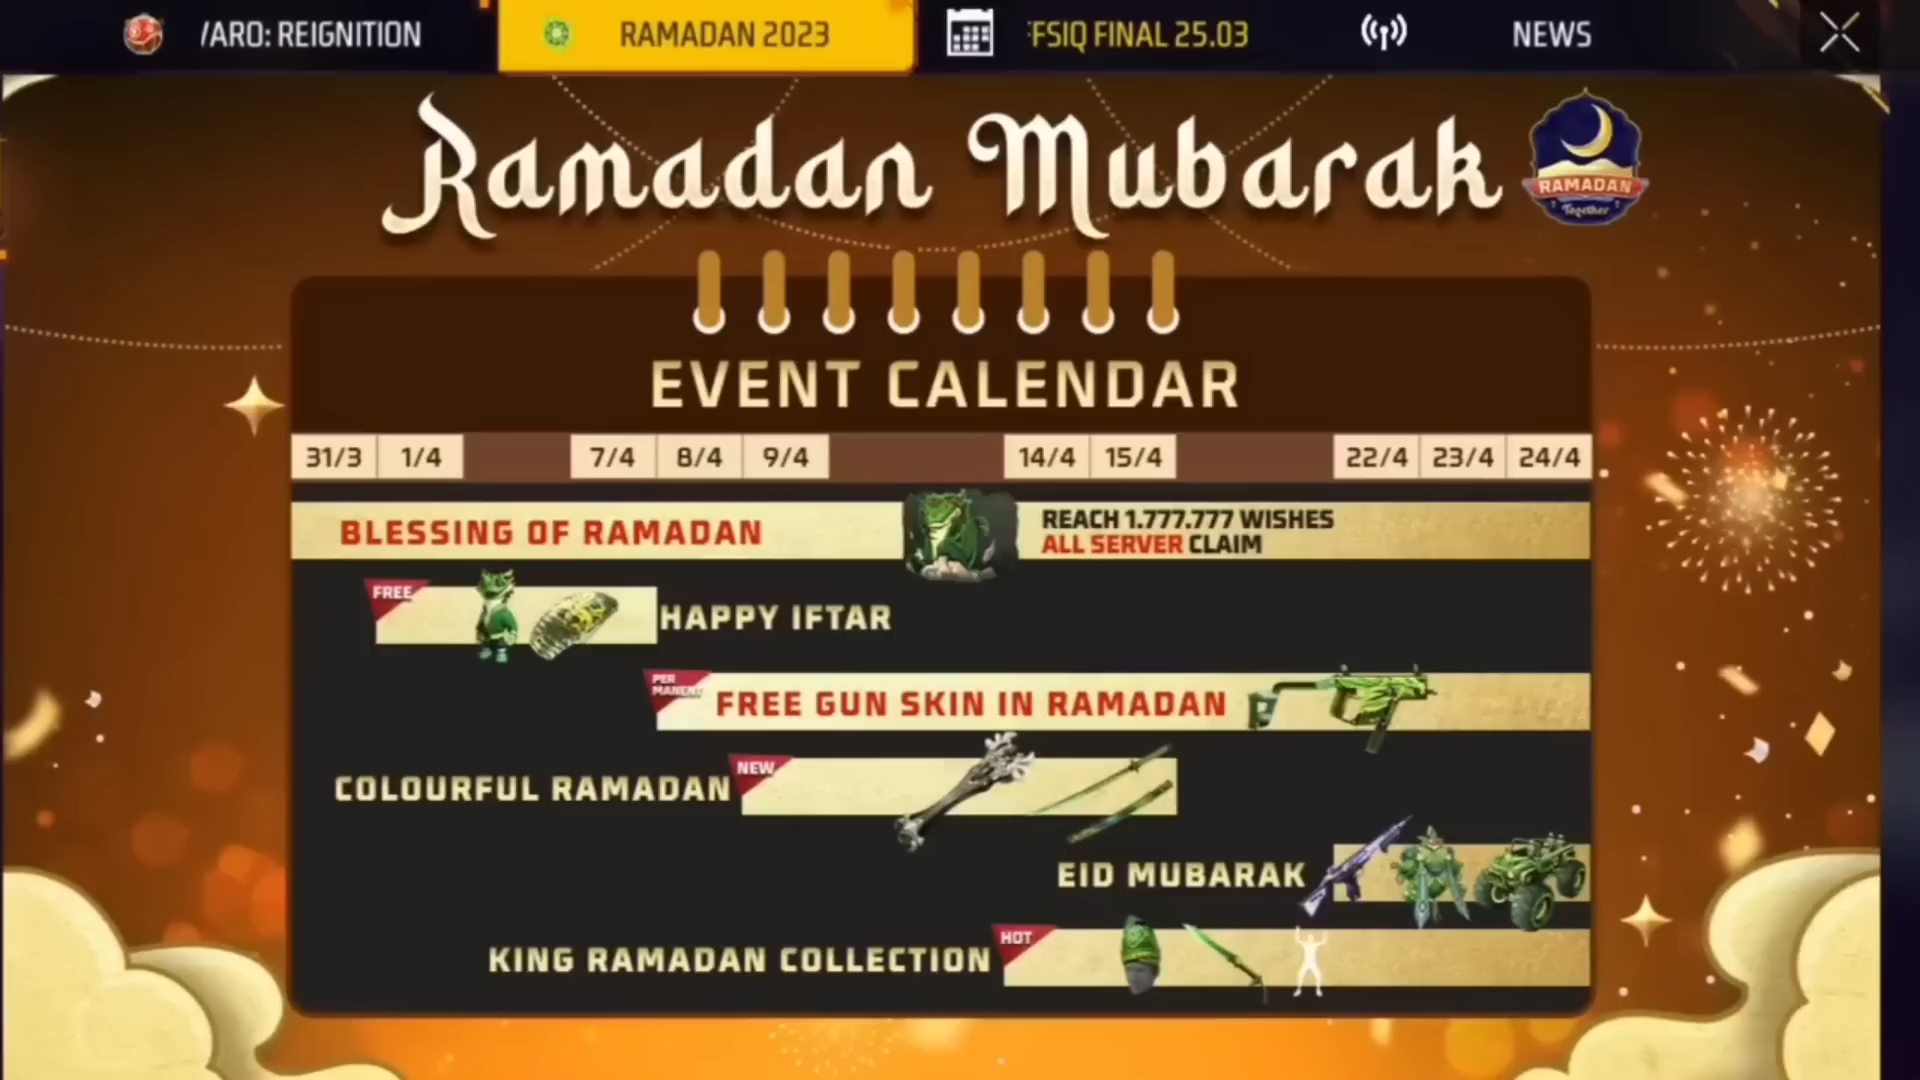 /ARO: REIGNITION
RAMADAN 2023
FSIQ FINAL 25.03
NEWS
Ramadan Mubarak
RAMADAN
Together
EVENT CALENDAR
31/3 1/4 7/4 8/4 9/4 14/4 15/4 22/4 23/4 24/4
BLESSING OF RAMADAN
REACH 1.777.777 WISHES
ALL SERVER CLAIM
FREE
HAPPY IFTAR
PER
MANENT
FREE GUN SKIN IN RAMADAN
COLOURFUL RAMADAN
NEW
EID MUBARAK
KING RAMADAN COLLECTION
HOT